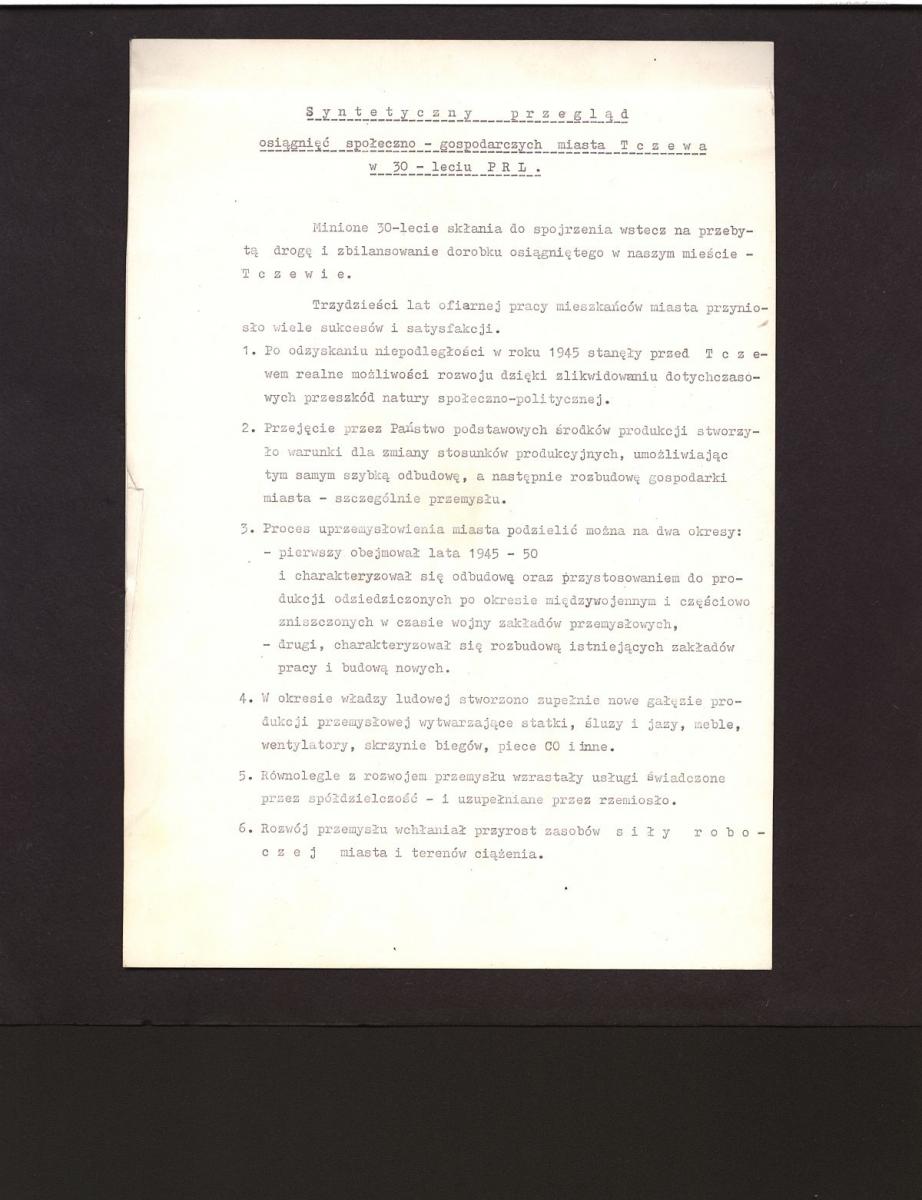 S y n t e t y c z n y   p r z e g l ą d
osiągnięć społeczno - gospodarczych miasta T c z e w a
w 30 - leciu P R L .
Minione 30-lecie skłania do spojrzenia wstecz na przeby-
tą drogę i zbilansowanie dorobku osiągniętego w naszym mieście -
T c z e w i e.
Trzydzieści lat ofiarnej pracy mieszkańców miasta przynio-
sło wiele sukcesów i satysfakcji.
1. Po odzyskaniu niepodległości w roku 1945 stanęły przed T c z e-
wem realne możliwości rozwoju dzięki zlikwidowaniu dotychczaso-
wych przeszkód natury społeczno-politycznej.
2. Przejęcie przez Państwo podstawowych środków produkcji stworzy-
ło warunki dla zmiany stosunków produkcyjnych, umożliwiając
tym samym szybką odbudowę, a następnie rozbudowę gospodarki
miasta - szczególnie przemysłu.
3. Proces uprzemysłowienia miasta podzielić można na dwa okresy:
- pierwszy obejmował lata 1945 - 50
i charakteryzował się odbudową oraz przystosowaniem do pro-
dukcji odziedziczonych po okresie międzywojennym i częściowo
zniszczonych w czasie wojny zakładów przemysłowych,
- drugi, charakteryzował się rozbudową istniejących zakładów
pracy i budową nowych.
4. W okresie władzy ludowej stworzono zupełnie nowe gałęzie pro-
dukcji przemysłowej wytwarzające statki, śluzy i jazy, meble,
wentylatory, skrzynie biegów, piece CO i inne.
5. Równolegle z rozwojem przemysłu wzrastały usługi świadczone
przez spółdzielczość - i uzupełniane przez rzemiosło.
6. Rozwój przemysłu wchłaniał przyrost zasobów s i ł y   r o b o -
c z e j   miasta i terenów ciążenia.